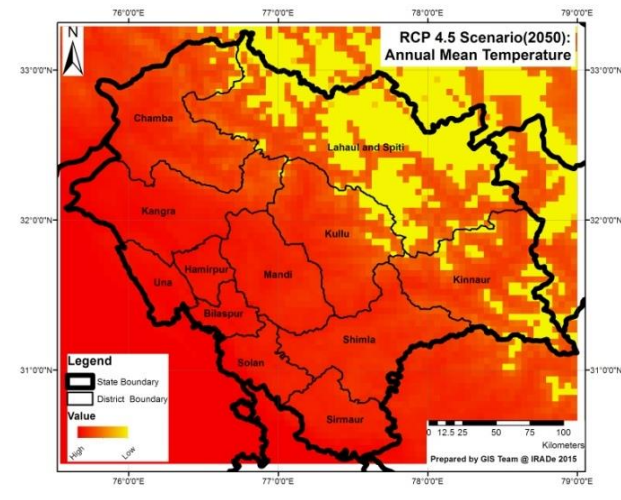 76°0'0"E 77°0'0"E 78°0'0"E 79°0'0"E
RCP 4.5 Scenario(2050):
Annual Mean Temperature
N
33°0'0"N 33°0'0"N
Chamba
Lahaul and Spiti
32°0'0"N 32°0'0"N
Kangra
Kullu
Hamirpur
Mandi
Kinnaur
Una
Bilaspur
Shimla
31°0'0"N 31°0'0"N
Solan
Sirmaur
Legend
State Boundary
District Boundary
Value
High Low
0 12.5 25 50 75 100
Kilometers
Prepared by GIS Team @ IRADe 2015
76°0'0"E 77°0'0"E 78°0'0"E 79°0'0"E